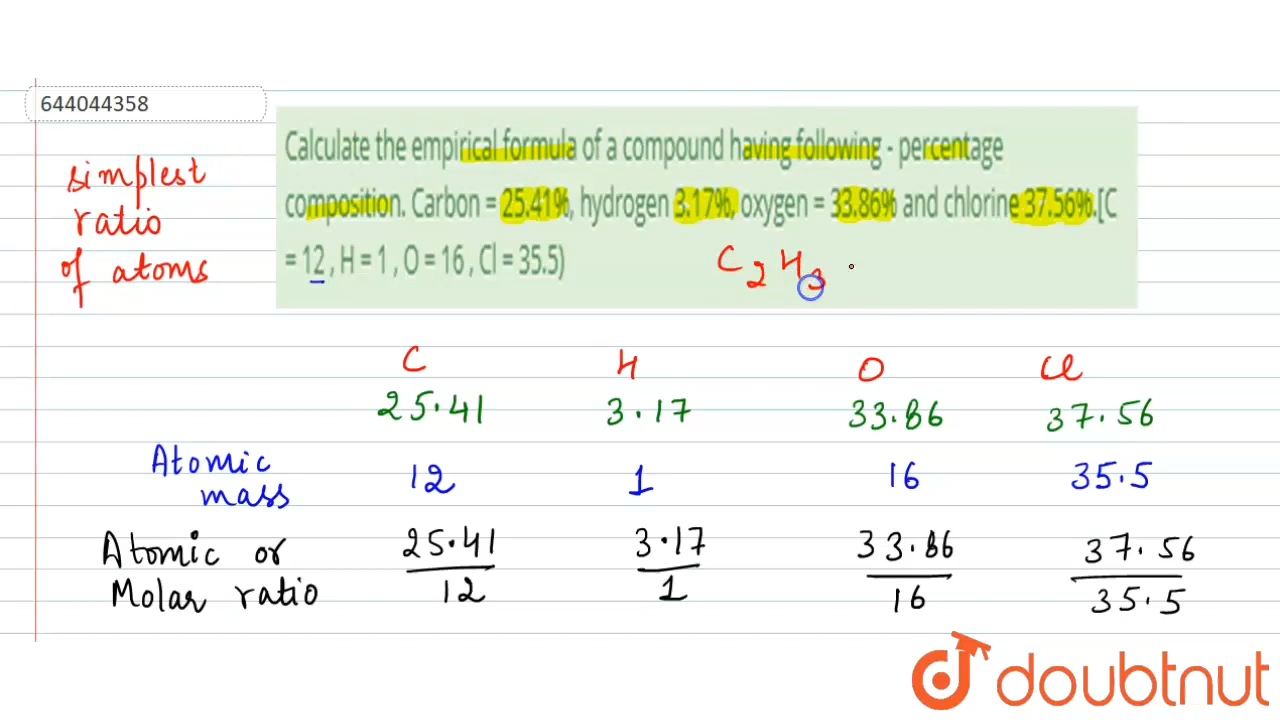 644044358
Calculate the empirical formula of a compound having following - percentage
composition. Carbon = 25.41%, hydrogen 3.17%, oxygen = 33.86% and chlorine 37.56%.[C
= 12 , H = 1 , O = 16 , Cl = 35.5)
simplest
ratio
of atoms
C2H3
C H O Cl
25.41 3.17 33.86 37.56
Atomic
mass
12 1 16 35.5
Atomic or
Molar ratio
25.41 3.17 33.86 37.56
12 1 16 35.5
doubtnut